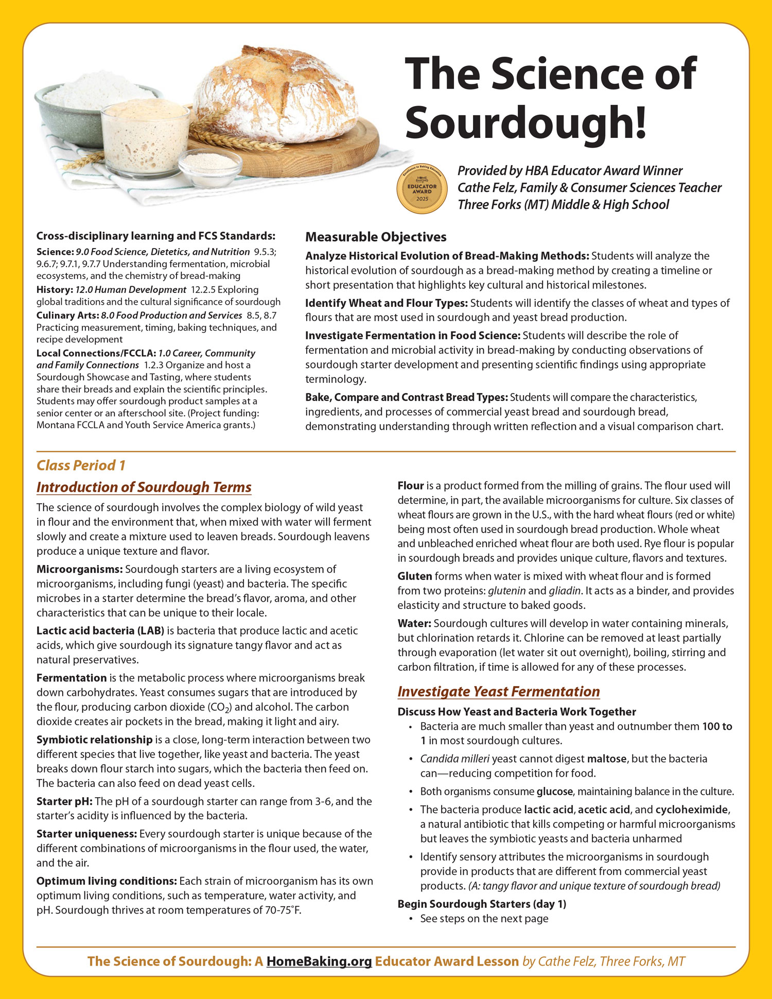 The Science of
Sourdough!
Excellence in Baking Education
HOME
BAKING
EDUCATOR
AWARD
2025
Provided by HBA Educator Award Winner
Cathe Felz, Family & Consumer Sciences Teacher
Three Forks (MT) Middle & High School
Cross-disciplinary learning and FCS Standards:
Science: 9.0 Food Science, Dietetics, and Nutrition 9.5.3;
9.6.7; 9.7.1, 9.7.7 Understanding fermentation, microbial
ecosystems, and the chemistry of bread-making
History: 12.0 Human Development 12.2.5 Exploring
global traditions and the cultural significance of sourdough
Culinary Arts: 8.0 Food Production and Services 8.5, 8.7
Practicing measurement, timing, baking techniques, and
recipe development
Local Connections/FCCLA: 1.0 Career, Community
and Family Connections 1.2.3 Organize and host a
Sourdough Showcase and Tasting, where students
share their breads and explain the scientific principles.
Students may offer sourdough product samples at a
senior center or an afterschool site. (Project funding:
Montana FCCLA and Youth Service America grants.)
Measurable Objectives
Analyze Historical Evolution of Bread-Making Methods: Students will analyze the
historical evolution of sourdough as a bread-making method by creating a timeline or
short presentation that highlights key cultural and historical milestones.
Identify Wheat and Flour Types: Students will identify the classes of wheat and types of
flours that are most used in sourdough and yeast bread production.
Investigate Fermentation in Food Science: Students will describe the role of
fermentation and microbial activity in bread-making by conducting observations of
sourdough starter development and presenting scientific findings using appropriate
terminology.
Bake, Compare and Contrast Bread Types: Students will compare the characteristics,
ingredients, and processes of commercial yeast bread and sourdough bread,
demonstrating understanding through written reflection and a visual comparison chart.
Class Period 1
Introduction of Sourdough Terms
The science of sourdough involves the complex biology of wild yeast
in flour and the environment that, when mixed with water will ferment
slowly and create a mixture used to leaven breads. Sourdough leavens
produce a unique texture and flavor.
Microorganisms: Sourdough starters are a living ecosystem of
microorganisms, including fungi (yeast) and bacteria. The specific
microbes in a starter determine the bread's flavor, aroma, and other
characteristics that can be unique to their locale.
Lactic acid bacteria (LAB) is bacteria that produce lactic and acetic
acids, which give sourdough its signature tangy flavor and act as
natural preservatives.
Fermentation is the metabolic process where microorganisms break
down carbohydrates. Yeast consumes sugars that are introduced by
the flour, producing carbon dioxide (CO2) and alcohol. The carbon
dioxide creates air pockets in the bread, making it light and airy.
Symbiotic relationship is a close, long-term interaction between two
different species that live together, like yeast and bacteria. The yeast
breaks down flour starch into sugars, which the bacteria then feed on.
The bacteria can also feed on dead yeast cells.
Starter pH: The pH of a sourdough starter can range from 3-6, and the
starter's acidity is influenced by the bacteria.
Starter uniqueness: Every sourdough starter is unique because of the
different combinations of microorganisms in the flour used, the water,
and the air.
Optimum living conditions: Each strain of microorganism has its own
optimum living conditions, such as temperature, water activity, and
pH. Sourdough thrives at room temperatures of 70-75˚F.
Flour is a product formed from the milling of grains. The flour used will
determine, in part, the available microorganisms for culture. Six classes of
wheat flours are grown in the U.S., with the hard wheat flours (red or white)
being most often used in sourdough bread production. Whole wheat
and unbleached enriched wheat flour are both used. Rye flour is popular
in sourdough breads and provides unique culture, flavors and textures.
Gluten forms when water is mixed with wheat flour and is formed
from two proteins: glutenin and gliadin. It acts as a binder, and provides
elasticity and structure to baked goods.
Water: Sourdough cultures will develop in water containing minerals,
but chlorination retards it. Chlorine can be removed at least partially
through evaporation (let water sit out overnight), boiling, stirring and
carbon filtration, if time is allowed for any of these processes.
Investigate Yeast Fermentation
Discuss How Yeast and Bacteria Work Together
• Bacteria are much smaller than yeast and outnumber them 100 to
1 in most sourdough cultures.
• Candida milleri yeast cannot digest maltose, but the bacteria
can—reducing competition for food.
• Both organisms consume glucose, maintaining balance in the culture.
• The bacteria produce lactic acid, acetic acid, and cycloheximide,
a natural antibiotic that kills competing or harmful microorganisms
but leaves the symbiotic yeasts and bacteria unharmed
• Identify sensory attributes the microorganisms in sourdough
provide in products that are different from commercial yeast
products. (A: tangy flavor and unique texture of sourdough bread)
Begin Sourdough Starters (day 1)
• See steps on the next page
The Science of Sourdough: A HomeBaking.org Educator Award Lesson by Cathe Felz, Three Forks, MT